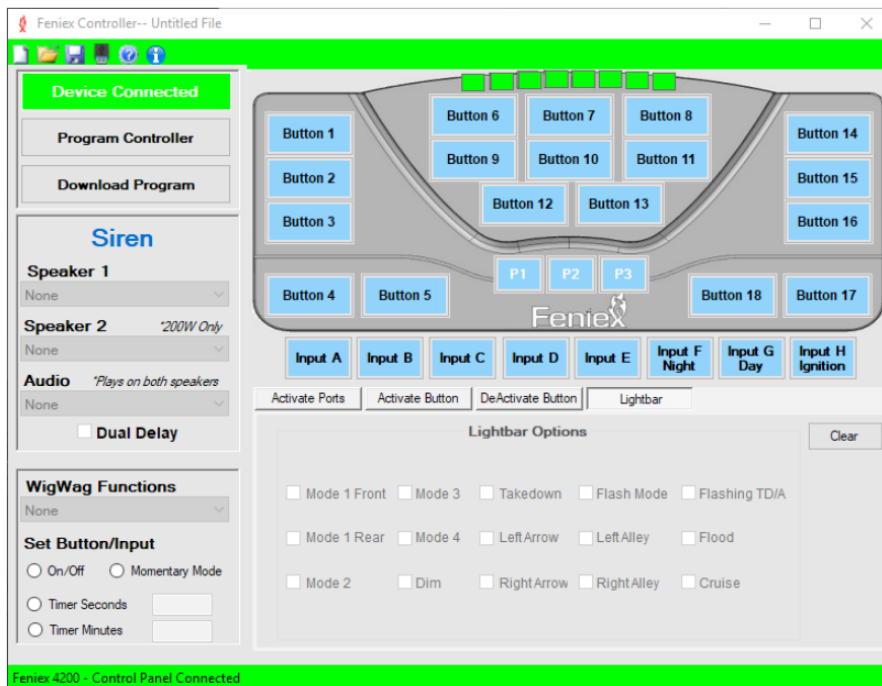 Feniex Controller-- Untitled File
Device Connected
Program Controller
Download Program
Siren
Speaker 1
None
Speaker 2 *200W Only
None
Audio *Plays on both speakers
None
Dual Delay
WigWag Functions
None
Set Button/Input
On/Off Momentary Mode
Timer Seconds
Timer Minutes
Button 6 Button 7 Button 8
Button 1 Button 14
Button 9 Button 10 Button 11
Button 2 Button 15
Button 12 Button 13
Button 3 Button 16
P1 P2 P3
Button 4 Button 5 Button 18 Button 17
Feniex
Input A Input B Input C Input D Input E Input F Night Input G Day Input H Ignition
Activate Ports Activate Button DeActivate Button Lightbar
Lightbar Options
Clear
Mode 1 Front Mode 3 Takedown Flash Mode Flashing TD/A
Mode 1 Rear Mode 4 Left Arrow Left Alley Flood
Mode 2 Dim Right Arrow Right Alley Cruise
Feniex 4200 - Control Panel Connected